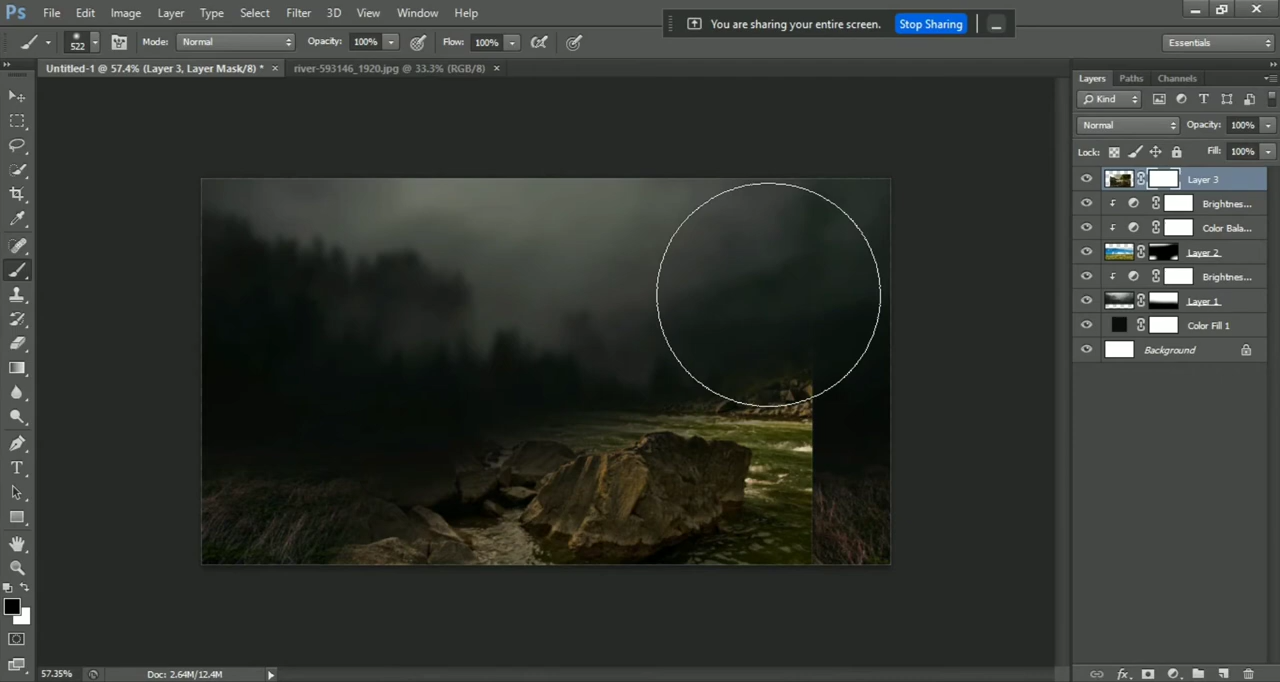 Ps File Edit Image Layer Type Select Filter 3D View Window Help
You are sharing your entire screen. Stop Sharing
522 Mode: Normal Opacity: 100% Flow: 100% Essentials
Untitled-1 @ 57.4% (Layer 3, Layer Mask/8) * river-593146_1920.jpg @ 33.3% (RGB/8)
Layers Paths Channels
Kind
Normal Opacity: 100%
Lock: Fill: 100%
Layer 3
Brightnes...
Color Bala...
Layer 2
Brightnes...
Layer 1
Color Fill 1
Background
57.35% Doc: 2.64M/12.4M